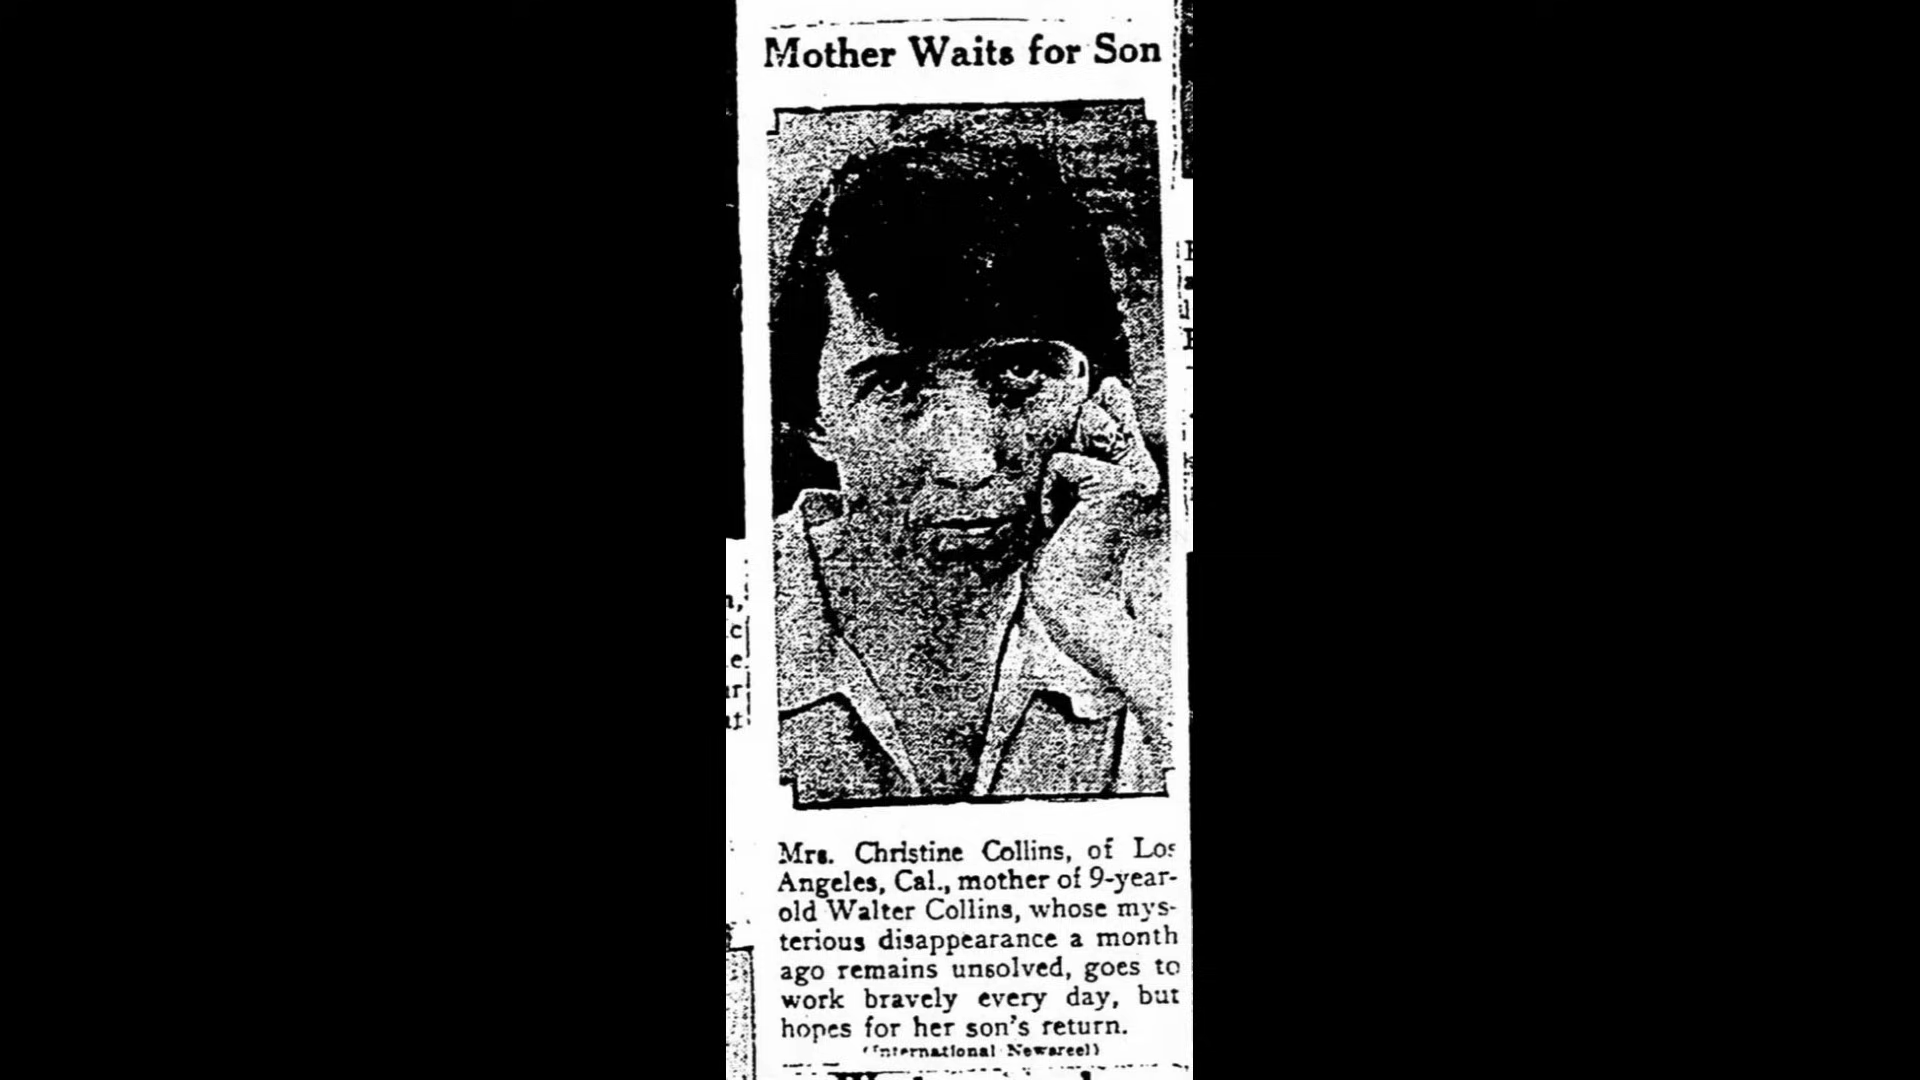 Mother Waits for Son
Mrs. Christine Collins, of Los
Angeles, Cal., mother of 9-year-
old Walter Collins, whose mys-
terious disappearance a month
ago remains unsolved, goes to
work bravely every day, but
hopes for her son's return.
(International Newsreel)